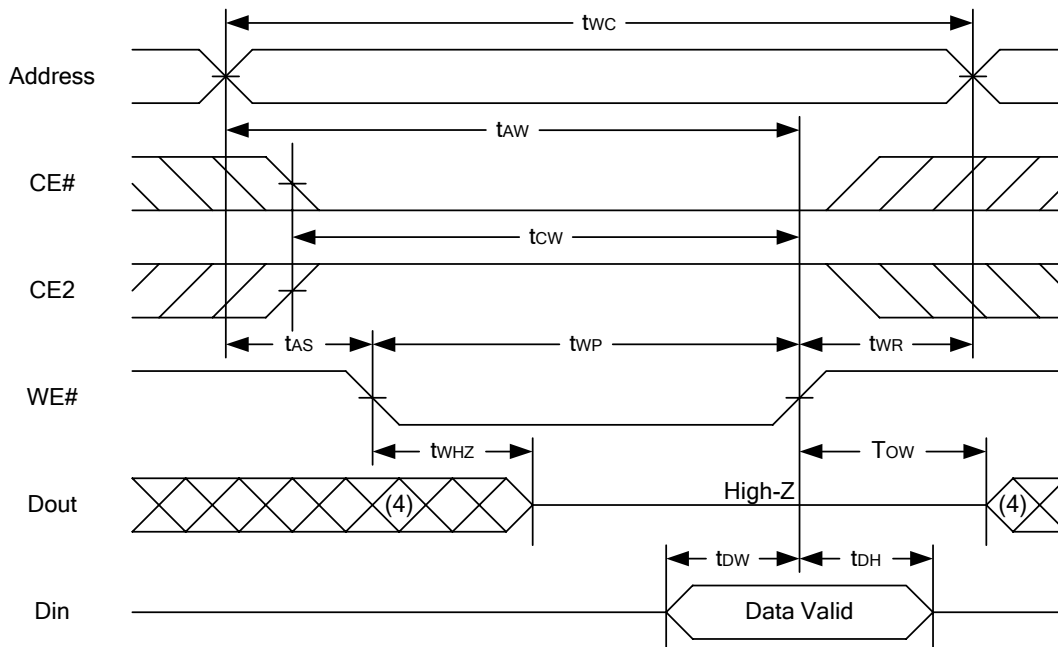 tWC
Address
tAW
CE#
tCW
CE2
tAS
tWP
tWR
WE#
tWHZ
TOW
High-Z
Dout
(4)
(4)
tDW
tDH
Din
Data Valid